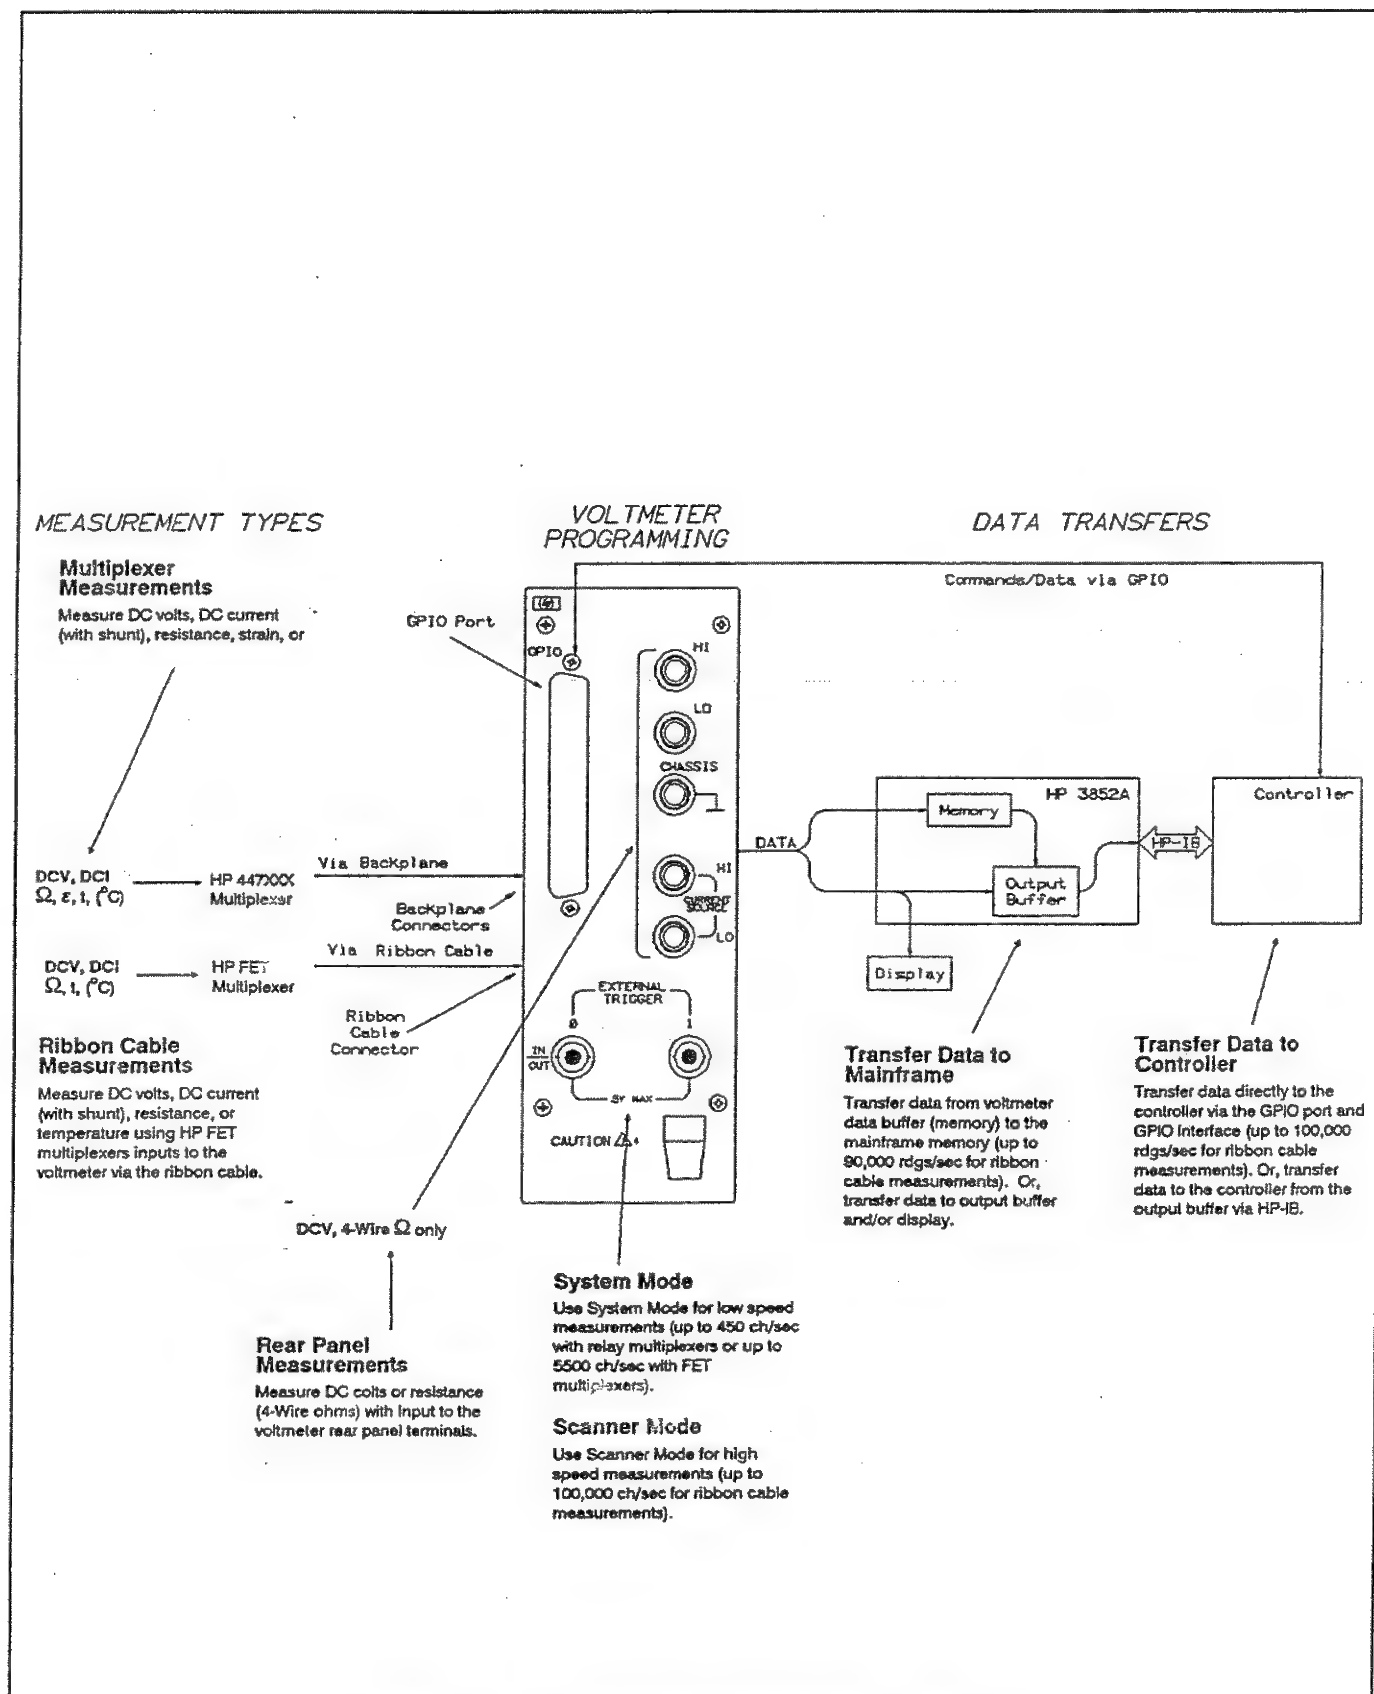 MEASUREMENT TYPES
VOLTMETER
PROGRAMMING
DATA TRANSFERS
Multiplexer
Measurements
Measure DC volts, DC current
(with shunt), resistance, strain, or
Commands/Data via GPIO
GPIO Port
GPIO
HI
LO
CHASSIS
HI
CURRENT
SOURCE
LO
EXTERNAL
TRIGGER
0
1
IN
OUT
5V MAX
CAUTION
DCV, DCI
Ω, ε, t, (°C)
HP 447XXX
Multiplexer
Via Backplane
Backplane
Connectors
DCV, DCI
Ω, t, (°C)
HP FET
Multiplexer
Via Ribbon Cable
Ribbon
Cable
Connector
DATA
HP 3852A
Memory
Output
Buffer
Display
HP-IB
Controller
Ribbon Cable
Measurements
Measure DC volts, DC current
(with shunt), resistance, or
temperature using HP FET
multiplexers inputs to the
voltmeter via the ribbon cable.
DCV, 4-Wire Ω only
Rear Panel
Measurements
Measure DC colts or resistance
(4-Wire ohms) with input to the
voltmeter rear panel terminals.
System Mode
Use System Mode for low speed
measurements (up to 450 ch/sec
with relay multiplexers or up to
5500 ch/sec with FET
multiplexers).
Scanner Mode
Use Scanner Mode for high
speed measurements (up to
100,000 ch/sec for ribbon cable
measurements).
Transfer Data to
Mainframe
Transfer data from voltmeter
data buffer (memory) to the
mainframe memory (up to
90,000 rdgs/sec for ribbon
cable measurements). Or,
transfer data to output buffer
and/or display.
Transfer Data to
Controller
Transfer data directly to the
controller via the GPIO port and
GPIO Interface (up to 100,000
rdgs/sec for ribbon cable
measurements). Or, transfer
data to the controller from the
output buffer via HP-IB.